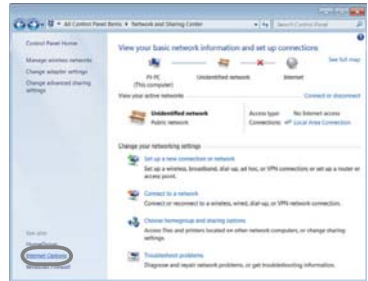 All Control Panel Items
Network and Sharing Center
Search Control Panel
Control Panel Home
Manage wireless networks
Change adapter settings
Change advanced sharing
settings
View your basic network information and set up connections
See full map
(This computer)
Unidentified network
Internet
View your active networks
Connect or disconnect
Unidentified network
Public network
Access type:
No Internet access
Connections:
Local Area Connection
Change your networking settings
Set up a new connection or network
Set up a wireless, broadband, dial-up, ad hoc, or VPN connection; or set up a router or
access point.
Connect to a network
Connect or reconnect to a wireless, wired, dial-up, or VPN network connection.
Choose homegroup and sharing options
Access files and printers located on other network computers, or change sharing
settings.
Troubleshoot problems
Diagnose and repair network problems, or get troubleshooting information.
See also
HomeGroup
Internet Options
Windows Firewall